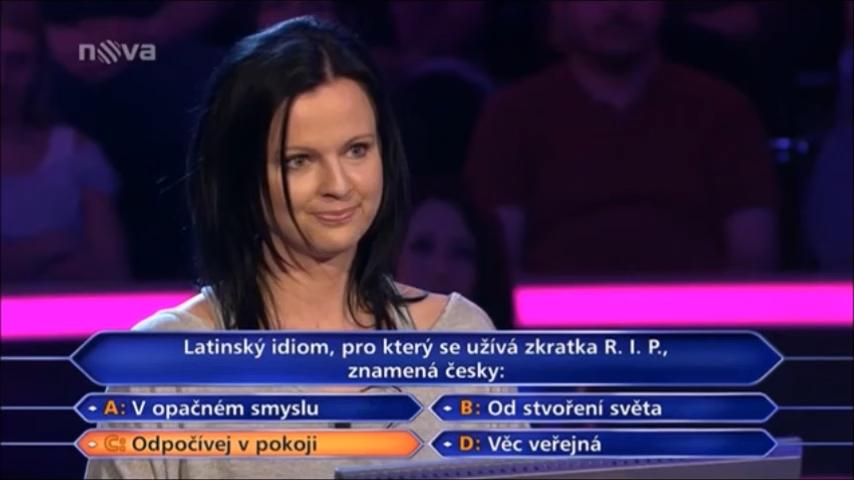 nova
Latinský idiom, pro který se užívá zkratka R. I. P.,
znamená česky:
A: V opačném smyslu
B: Od stvoření světa
C: Odpočívej v pokoji
D: Věc veřejná